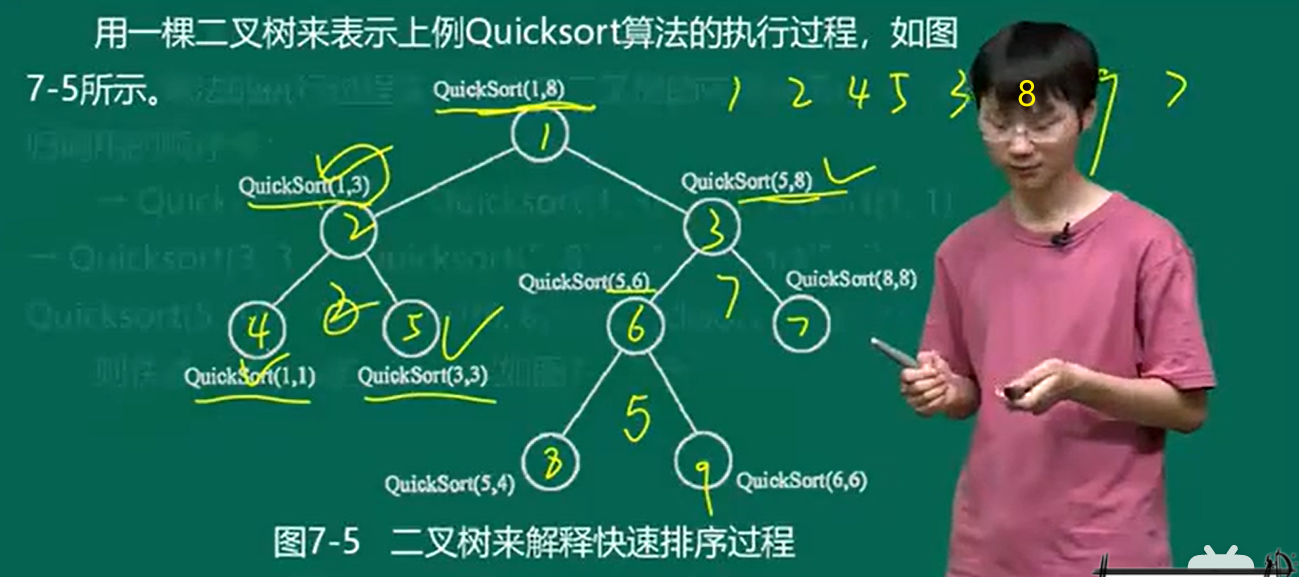 用一棵二叉树来表示上例Quicksort算法的执行过程，如图
7-5所示。
QuickSort(1,8)
1 2 4 5 3 8 9 7
1
QuickSort(1,3)
QuickSort(5,8)
2
3
QuickSort(5,6)
7
QuickSort(8,8)
4
2
5
6
7
QuickSort(1,1)
QuickSort(3,3)
5
8
9
QuickSort(5,4)
QuickSort(6,6)
图7-5 二叉树来解释快速排序过程